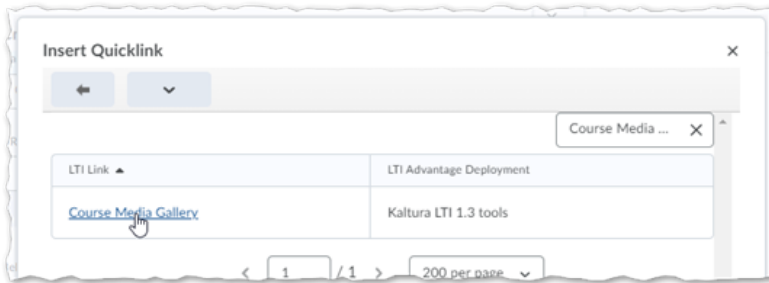 Insert Quicklink
Course Media ...
LTI Link
LTI Advantage Deployment
Course Media Gallery
Kaltura LTI 1.3 tools
1 / 1 200 per page